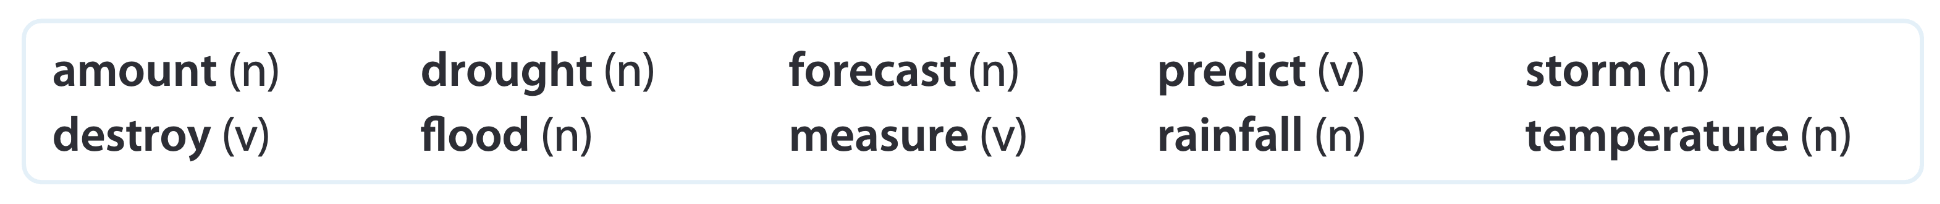 amount (n) drought (n) forecast (n) predict (v) storm (n)
destroy (v) flood (n) measure (v) rainfall (n) temperature (n)